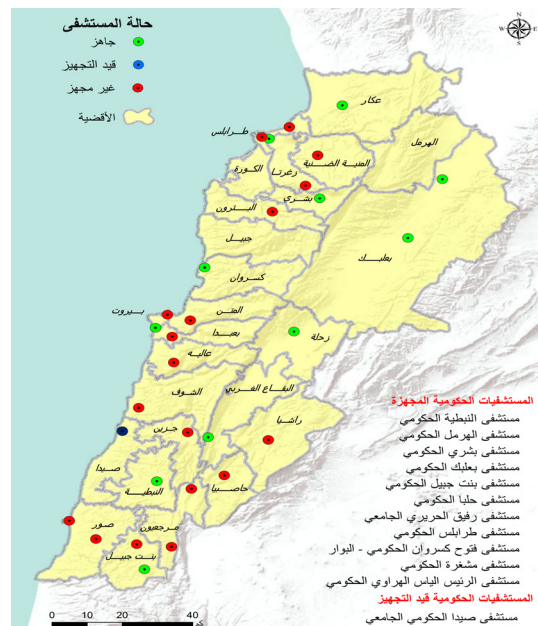 حالة المستشفى
جاهز
قيد التجهيز
غير مجهز
الأقضية
N
W
E
S
عكار
طرابلس
الهرمل
المنية الضنية
زغرتا
الكورة
بشري
البترون
جبيل
بعلبك
كسروان
المتن
بيروت
بعبدا
زحلة
عاليه
البقاع الغربي
الشوف
راشيا
جزين
صيدا
حاصبيا
النبطية
مرجعيون
صور
بنت جبيل
المستشفيات الحكومية المجهزة
مستشفى النبطية الحكومي
مستشفى الهرمل الحكومي
مستشفى بشري الحكومي
مستشفى بعلبك الحكومي
مستشفى بنت جبيل الحكومي
مستشفى حلبا الحكومي
مستشفى رفيق الحريري الجامعي
مستشفى طرابلس الحكومي
مستشفى فتوح كسروان الحكومي - البوار
مستشفى مشغرة الحكومي
مستشفى الرئيس الياس الهراوي الحكومي
المستشفيات الحكومية قيد التجهيز
مستشفى صيدا الحكومي الجامعي
0 20 40